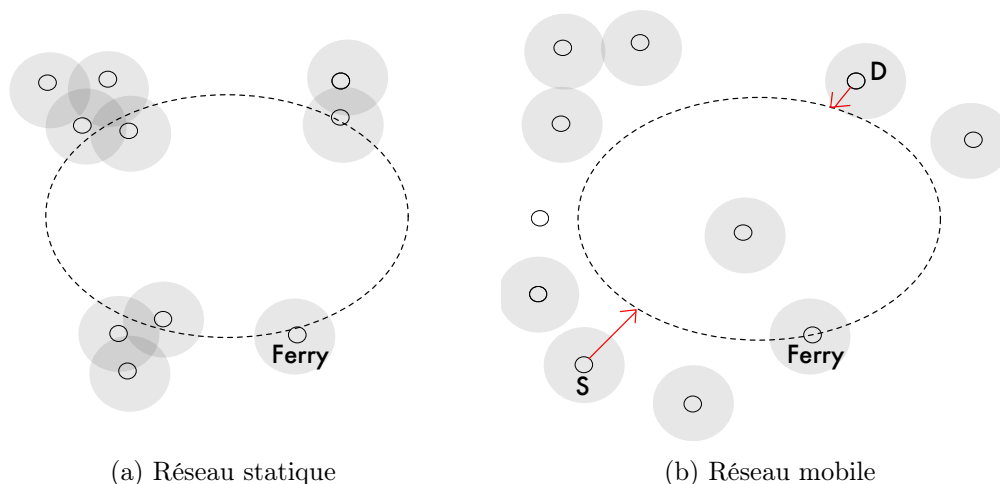 D
Ferry
Ferry
S
(a) Réseau statique
(b) Réseau mobile